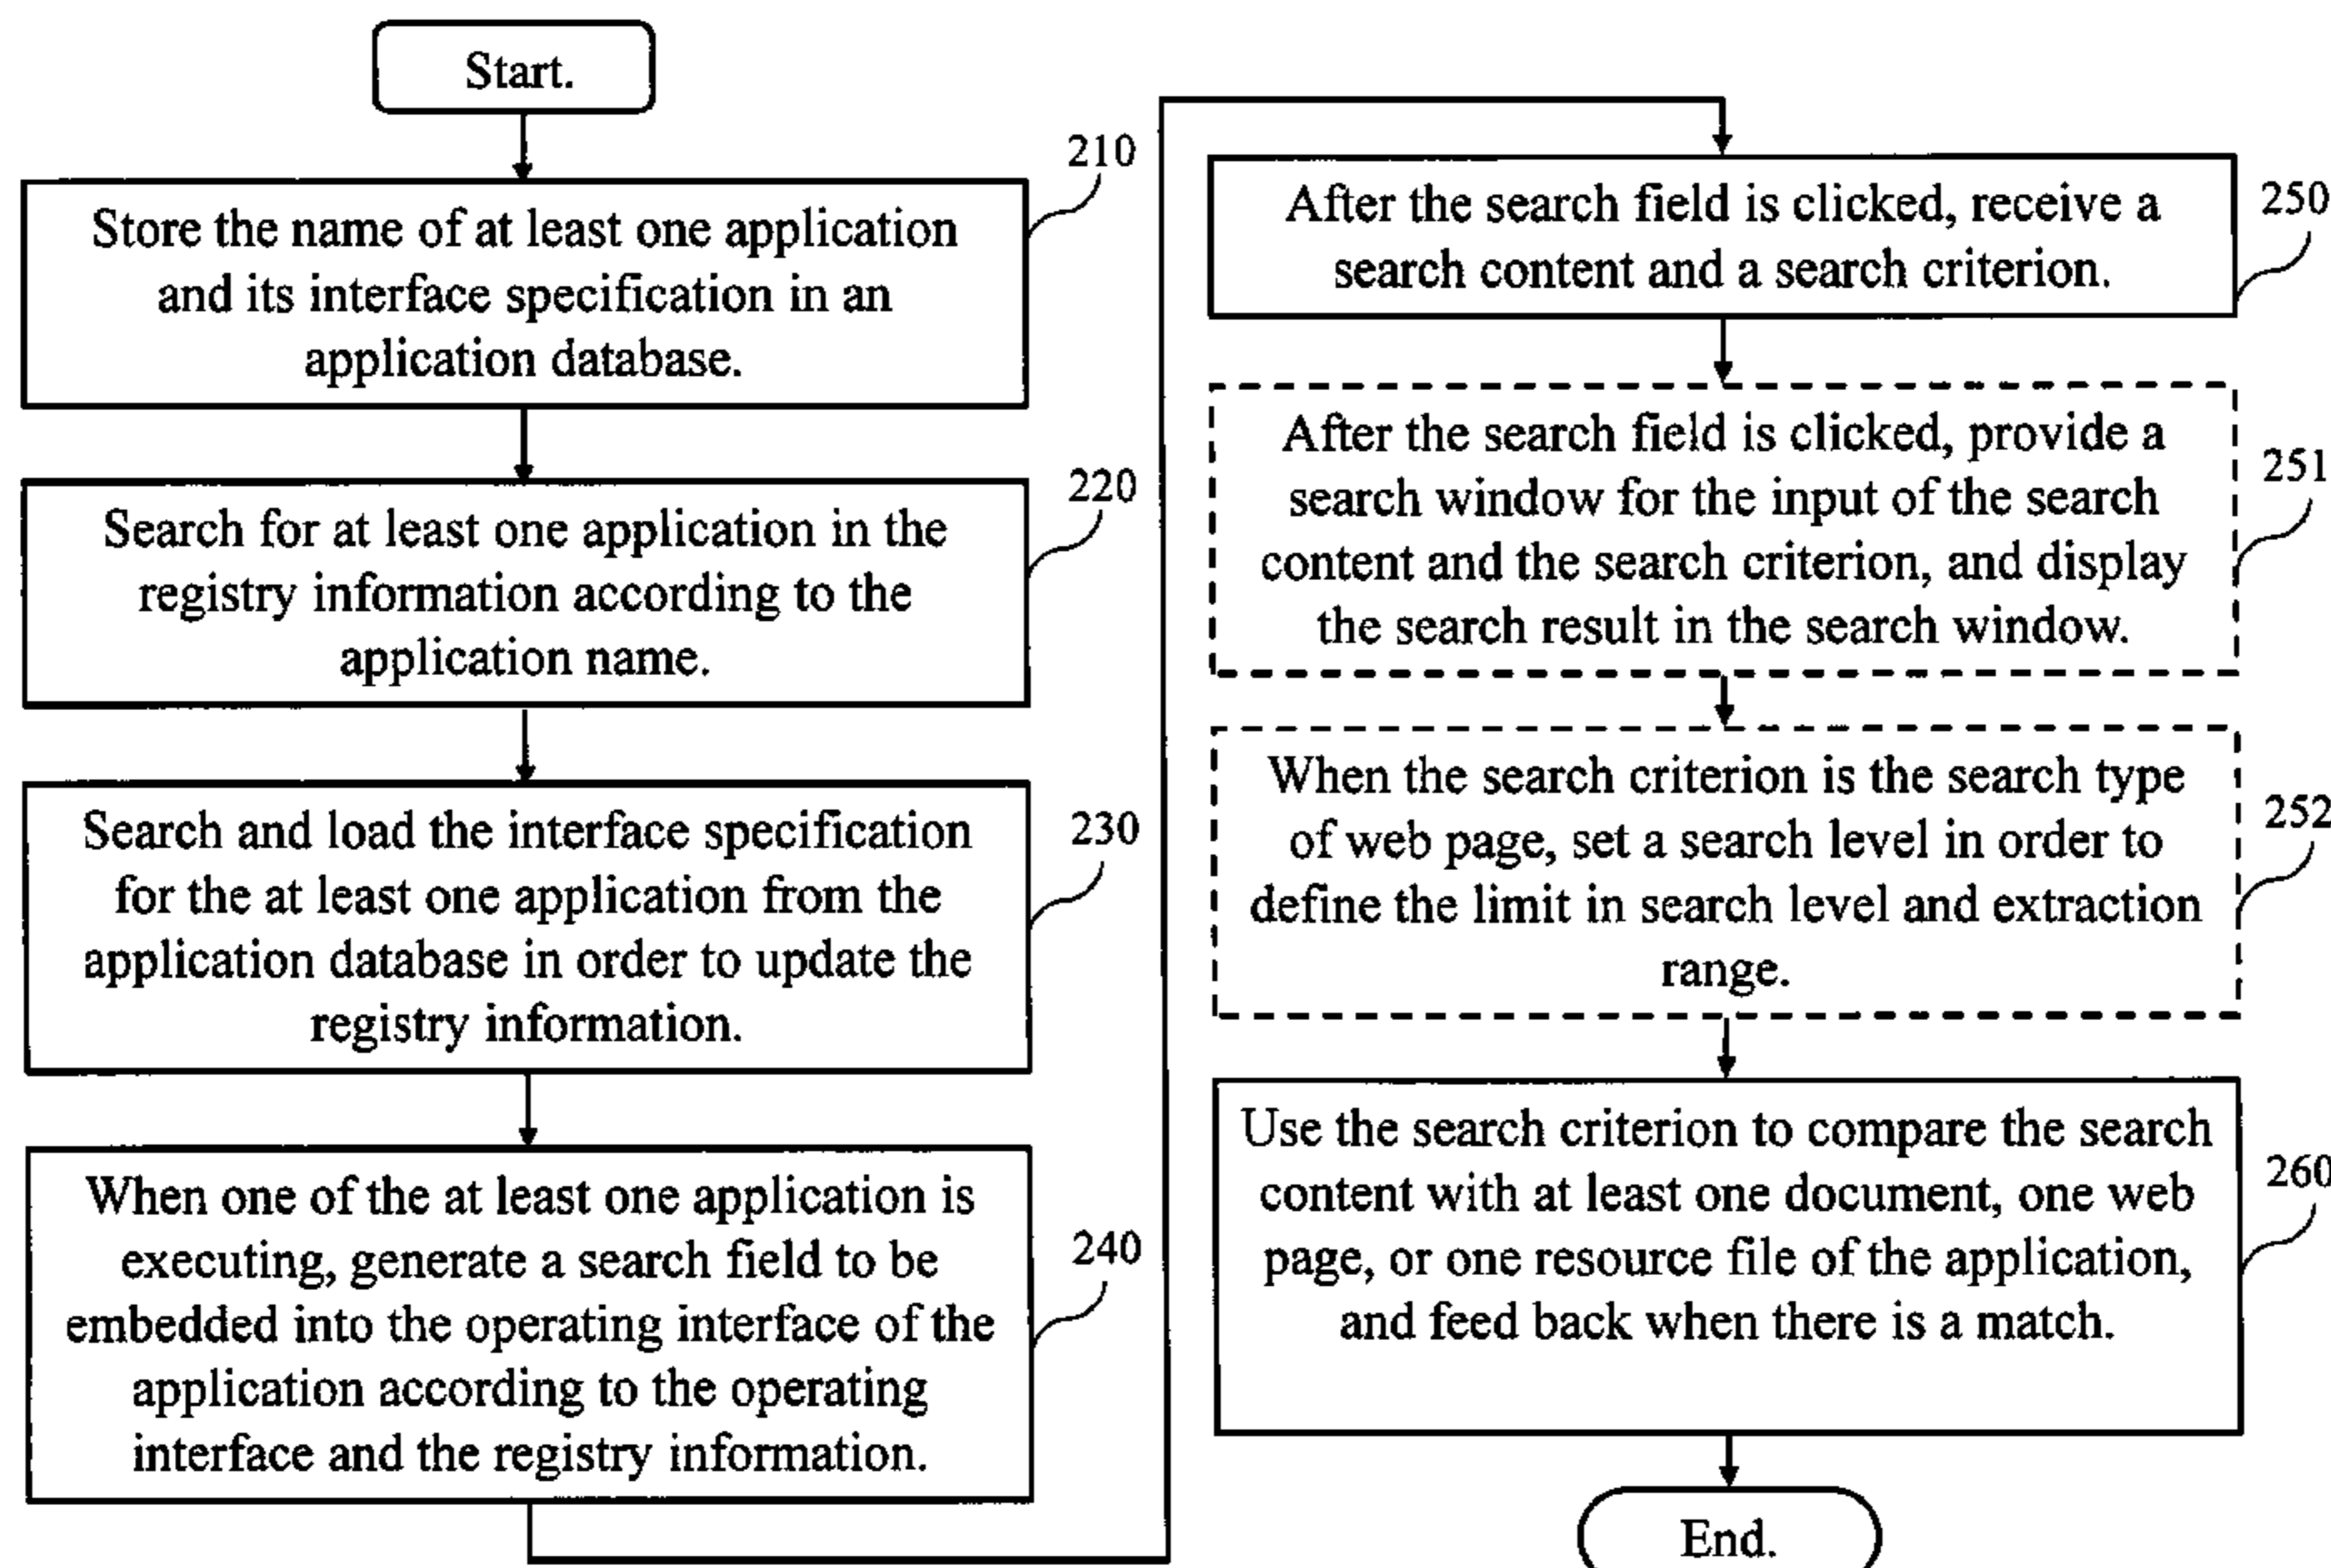 Start.
210
Store the name of at least one application
and its interface specification in an
application database.
220
Search for at least one application in the
registry information according to the
application name.
230
Search and load the interface specification
for the at least one application from the
application database in order to update the
registry information.
240
When one of the at least one application is
executing, generate a search field to be
embedded into the operating interface of the
application according to the operating
interface and the registry information.
250
After the search field is clicked, receive a
search content and a search criterion.
251
After the search field is clicked, provide a
search window for the input of the search
content and the search criterion, and display
the search result in the search window.
252
When the search criterion is the search type
of web page, set a search level in order to
define the limit in search level and extraction
range.
260
Use the search criterion to compare the search
content with at least one document, one web
page, or one resource file of the application,
and feed back when there is a match.
End.